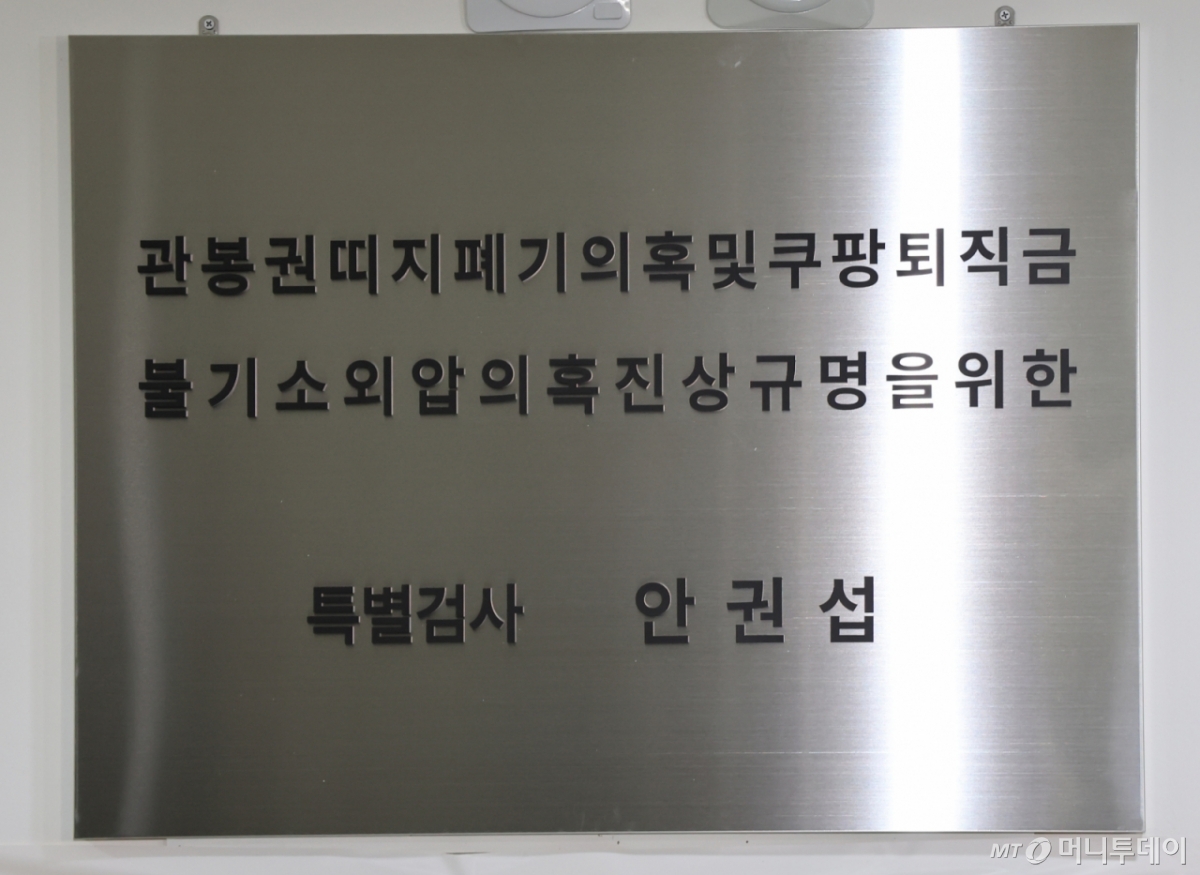 관봉권띠지폐기의혹및쿠팡퇴직금
불기소외압의혹진상규명을위한
특별검사 안권섭
MT 머니투데이